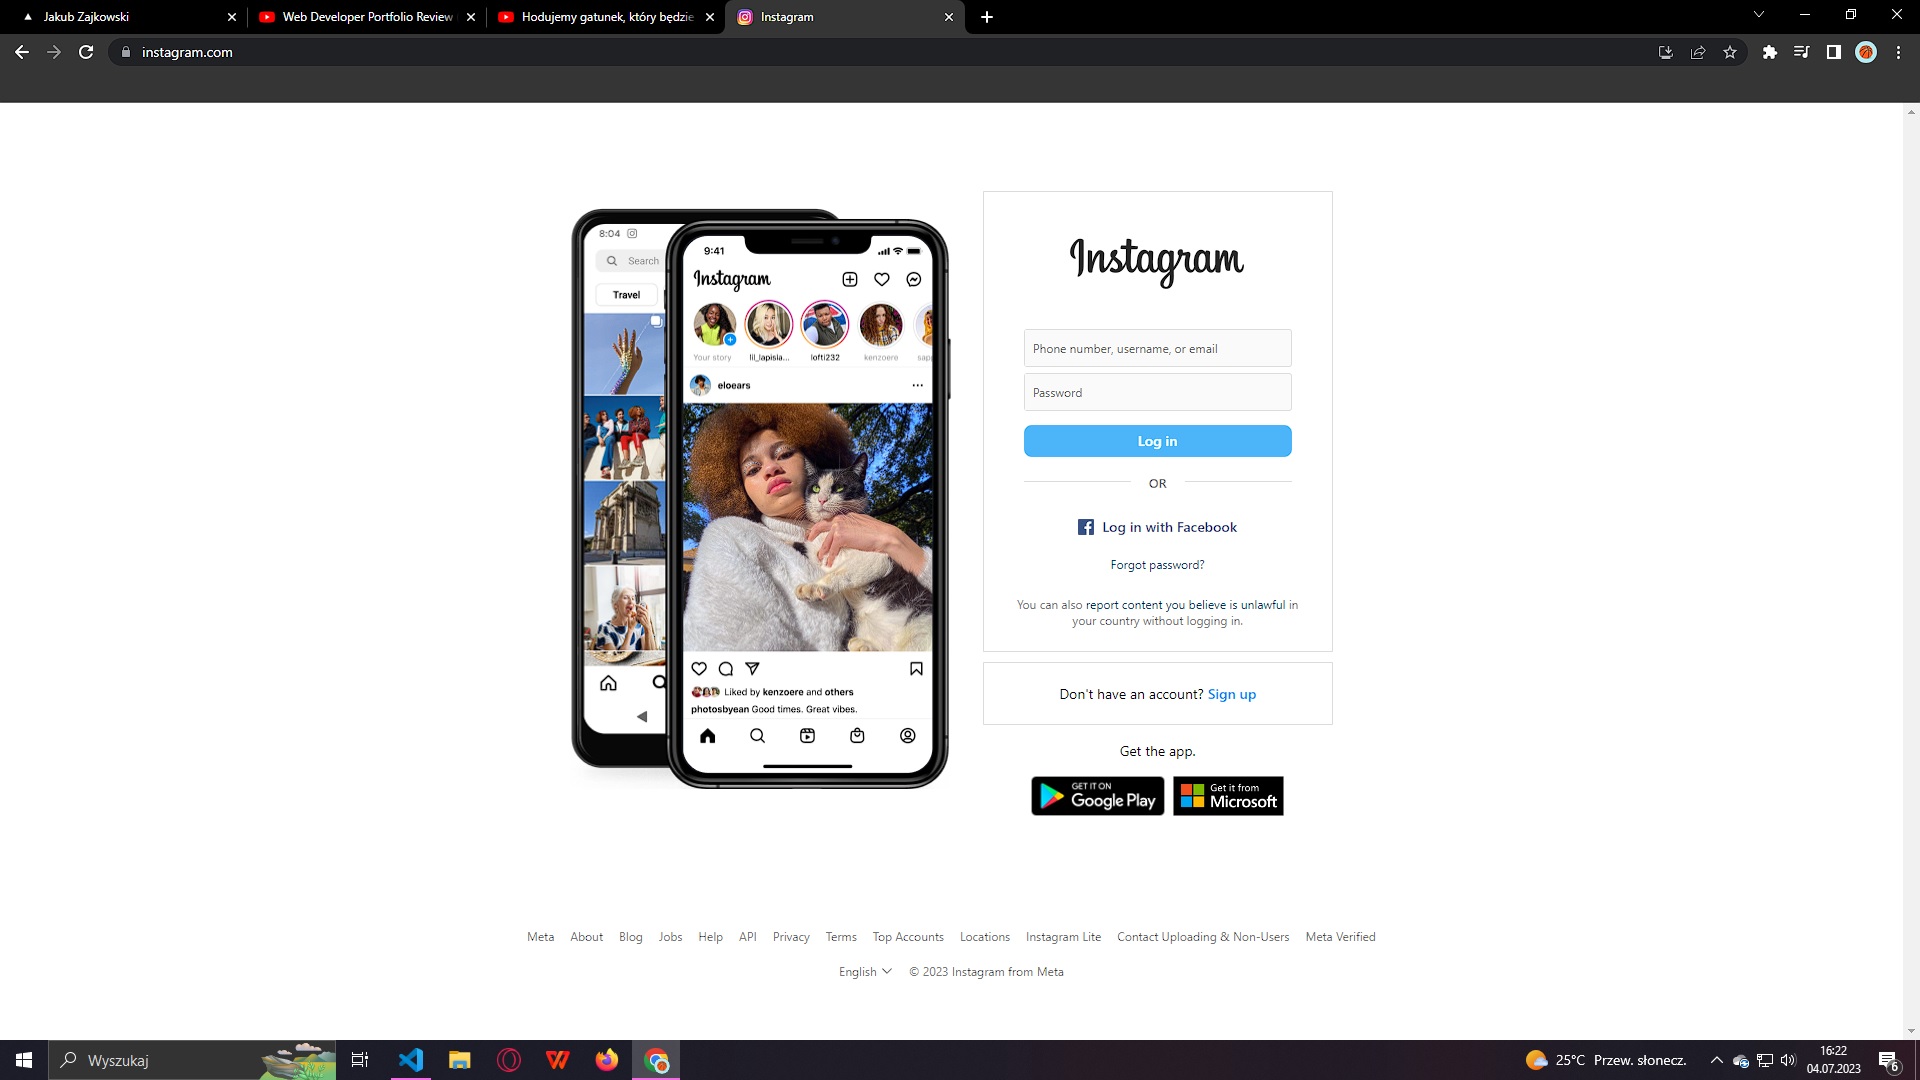 Jakub Zajkowski
Web Developer Portfolio Review
Hodujemy gatunek, który będzie
Instagram
instagram.com
8:04
Search
Travel
9:41
Instagram
Your story
lil_lapisla...
lofti232
kenzoere
sapp
eloears
Liked by kenzoere and others
photosbyean Good times. Great vibes.
Instagram
Phone number, username, or email
Password
Log in
OR
Log in with Facebook
Forgot password?
You can also report content you believe is unlawful in
your country without logging in.
Don't have an account? Sign up
Get the app.
GET IT ON
Google Play
Get it from
Microsoft
Meta About Blog Jobs Help API Privacy Terms Top Accounts Locations Instagram Lite Contact Uploading & Non-Users Meta Verified
English © 2023 Instagram from Meta
Wyszukaj
25°C Przew. słonecz.
16:22
04.07.2023
6